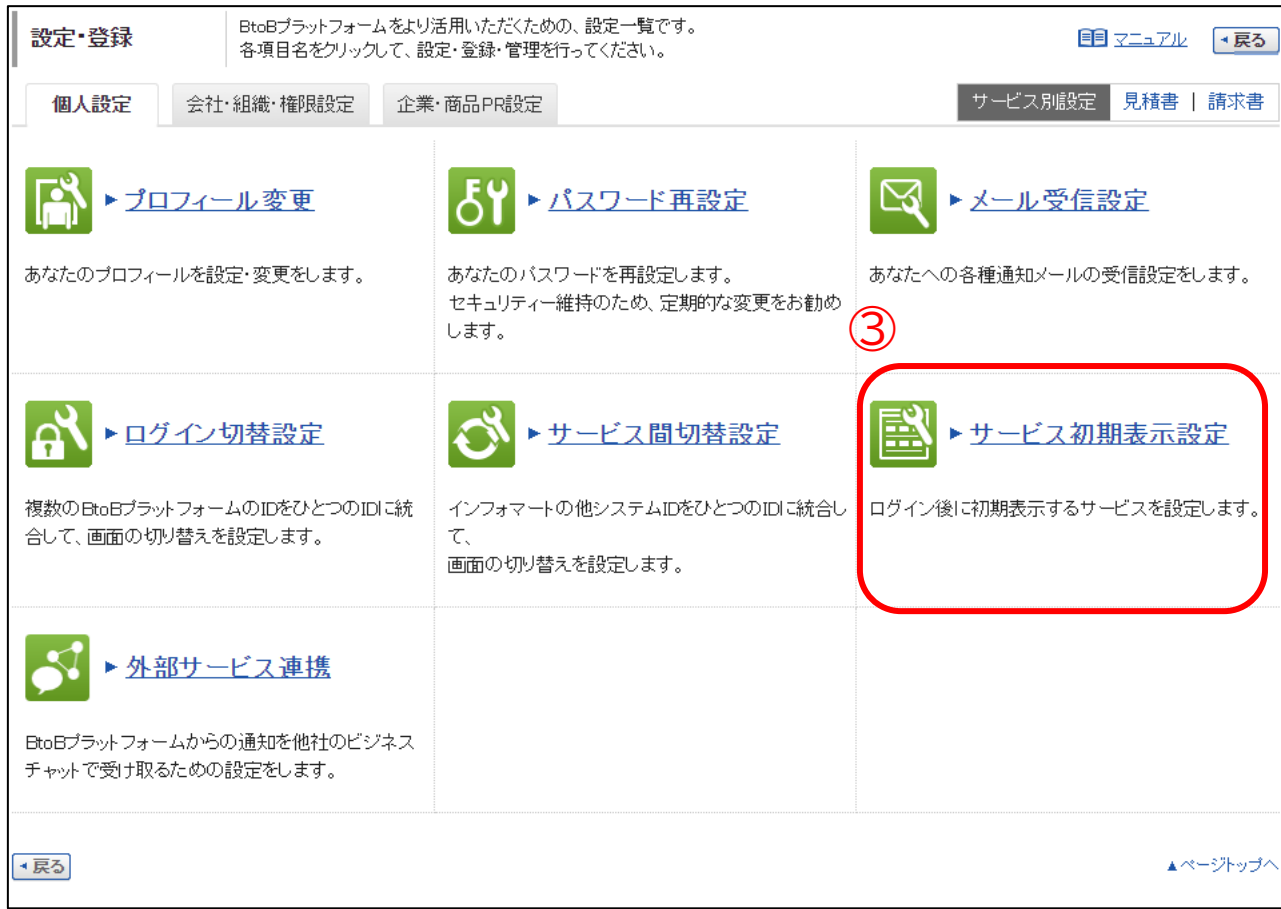 設定・登録
BtoBプラットフォームをより活用いただくための、設定一覧です。
各項目名をクリックして、設定・登録・管理を行ってください。
マニュアル
戻る
個人設定
会社・組織・権限設定
企業・商品PR設定
サービス別設定
見積書 | 請求書
プロフィール変更
あなたのプロフィールを設定・変更をします。
パスワード再設定
あなたのパスワードを再設定します。
セキュリティー維持のため、定期的な変更をお勧め
します。
メール受信設定
あなたへの各種通知メールの受信設定をします。
③
ログイン切替設定
複数のBtoBプラットフォームのIDをひとつのIDに統
合して、画面の切り替えを設定します。
サービス間切替設定
インフォマートの他システムIDをひとつのIDに統合し
て、
画面の切り替えを設定します。
サービス初期表示設定
ログイン後に初期表示するサービスを設定します。
外部サービス連携
BtoBプラットフォームからの通知を他社のビジネス
チャットで受け取るための設定をします。
戻る
▲ページトップへ